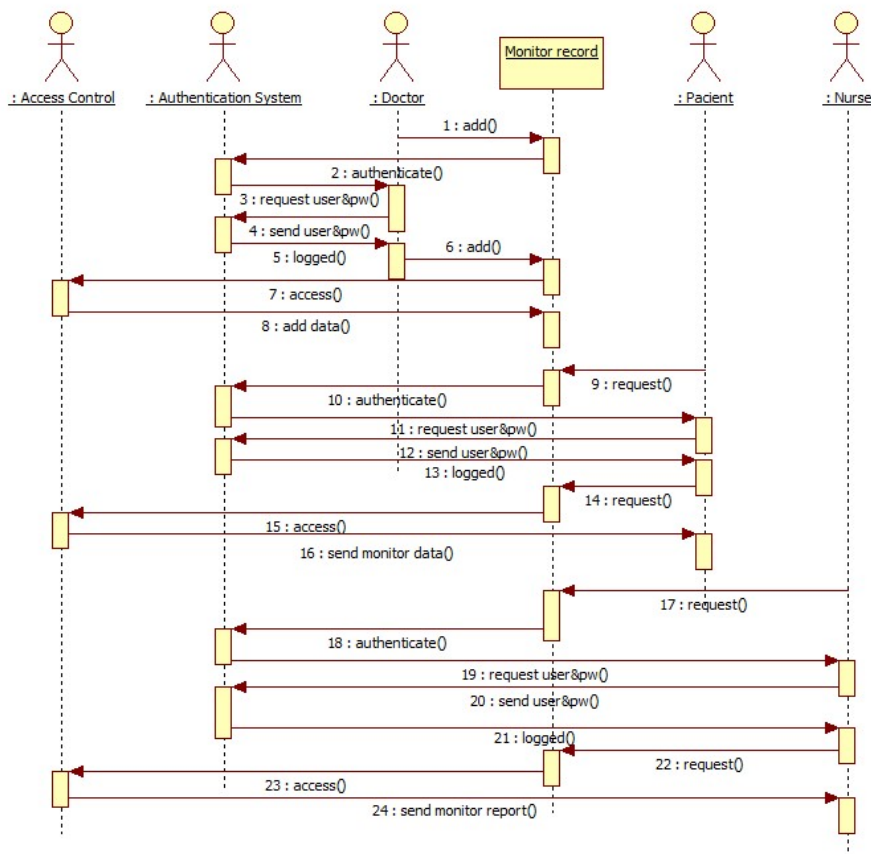 Monitor record
: Access Control
: Authentication System
: Doctor
: Pacient
: Nurse
1 : add()
2 : authenticate()
3 : request user&pw()
4 : send user&pw()
5 : logged()
6 : add()
7 : access()
8 : add data()
9 : request()
10 : authenticate()
11 : request user&pw()
12 : send user&pw()
13 : logged()
14 : request()
15 : access()
16 : send monitor data()
17 : request()
18 : authenticate()
19 : request user&pw()
20 : send user&pw()
21 : logged()
22 : request()
23 : access()
24 : send monitor report()